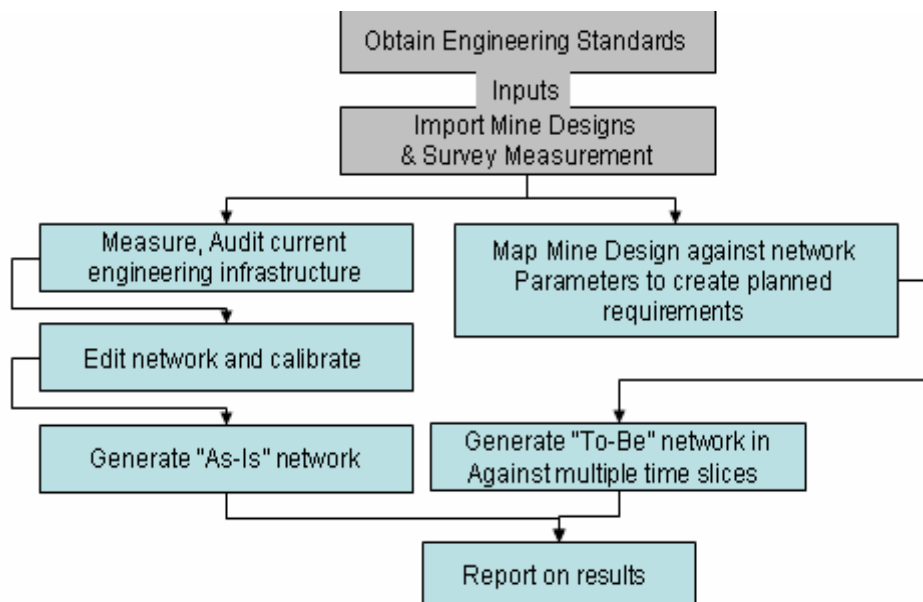 Obtain Engineering Standards
Inputs
Import Mine Designs
& Survey Measurement
Measure, Audit current
engineering infrastructure
Map Mine Design against network
Parameters to create planned
requirements
Edit network and calibrate
Generate "As-Is" network
Generate "To-Be" network in
Against multiple time slices
Report on results